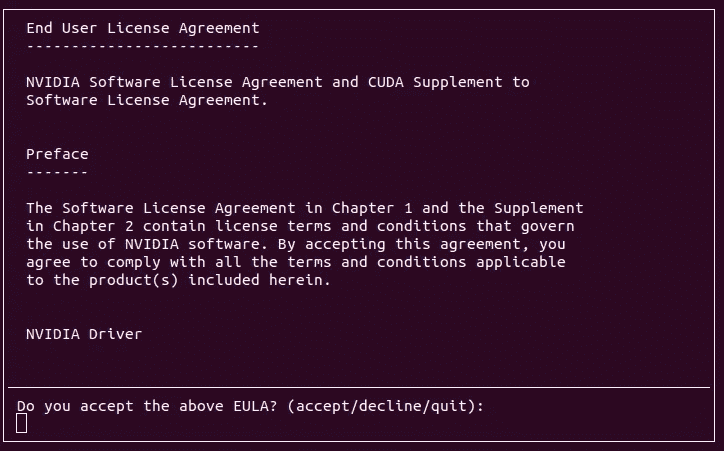 End User License Agreement
--------------------------
NVIDIA Software License Agreement and CUDA Supplement to
Software License Agreement.
Preface
-------
The Software License Agreement in Chapter 1 and the Supplement
in Chapter 2 contain license terms and conditions that govern
the use of NVIDIA software. By accepting this agreement, you
agree to comply with all the terms and conditions applicable
to the product(s) included herein.
NVIDIA Driver
Do you accept the above EULA? (accept/decline/quit):